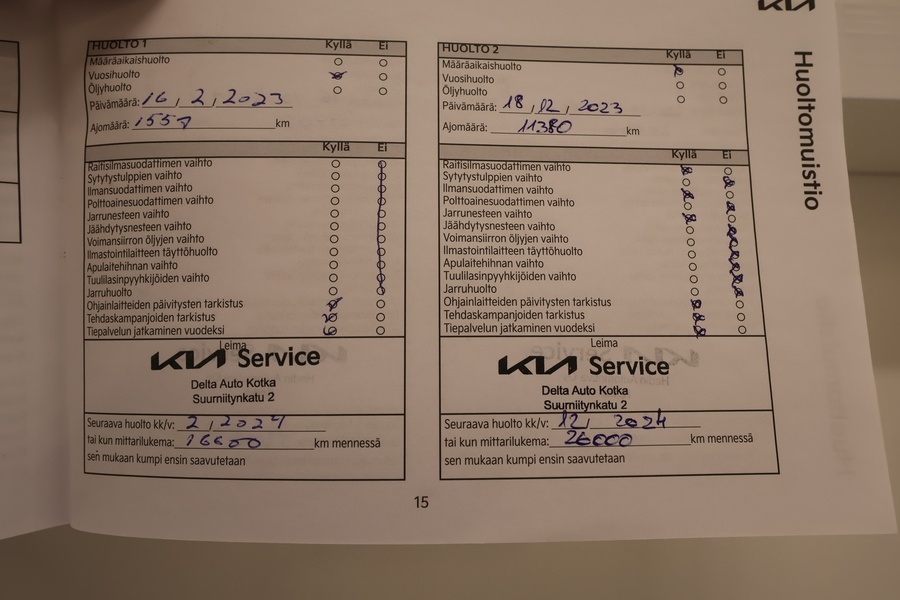 KIA
Huoltomuistio
HUOLTO 1 Kyllä Ei
Määräaikaishuolto
Vuosihuolto
Öljyhuolto
Päivämäärä: 16, 2, 2023
Ajomäärä: km
Kyllä Ei
Raitisilmasuodattimen vaihto
Sytytystulppien vaihto
Ilmansuodattimen vaihto
Polttoainesuodattimen vaihto
Jarrunesteen vaihto
Jäähdytysnesteen vaihto
Voimansiirron öljyjen vaihto
Ilmastointilaitteen täyttöhuolto
Apulaitehihnan vaihto
Tuulilasinpyyhkijöiden vaihto
Jarruhuolto
Ohjainlaitteiden päivitysten tarkistus
Tehdaskampanjoiden tarkistus
Tiepalvelun jatkaminen vuodeksi
Leima
KIA Service
Delta Auto Kotka
Suurniitynkatu 2
Seuraava huolto kk/v: 2, 2024
tai kun mittarilukema: km mennessä
sen mukaan kumpi ensin saavutetaan
HUOLTO 2 Kyllä Ei
Määräaikaishuolto
Vuosihuolto
Öljyhuolto
Päivämäärä: 18, 12, 2023
Ajomäärä: 11380 km
Kyllä Ei
Raitisilmasuodattimen vaihto
Sytytystulppien vaihto
Ilmansuodattimen vaihto
Polttoainesuodattimen vaihto
Jarrunesteen vaihto
Jäähdytysnesteen vaihto
Voimansiirron öljyjen vaihto
Ilmastointilaitteen täyttöhuolto
Apulaitehihnan vaihto
Tuulilasinpyyhkijöiden vaihto
Jarruhuolto
Ohjainlaitteiden päivitysten tarkistus
Tehdaskampanjoiden tarkistus
Tiepalvelun jatkaminen vuodeksi
Leima
KIA Service
Delta Auto Kotka
Suurniitynkatu 2
Seuraava huolto kk/v: 12, 2024
tai kun mittarilukema: 26000 km mennessä
sen mukaan kumpi ensin saavutetaan
15